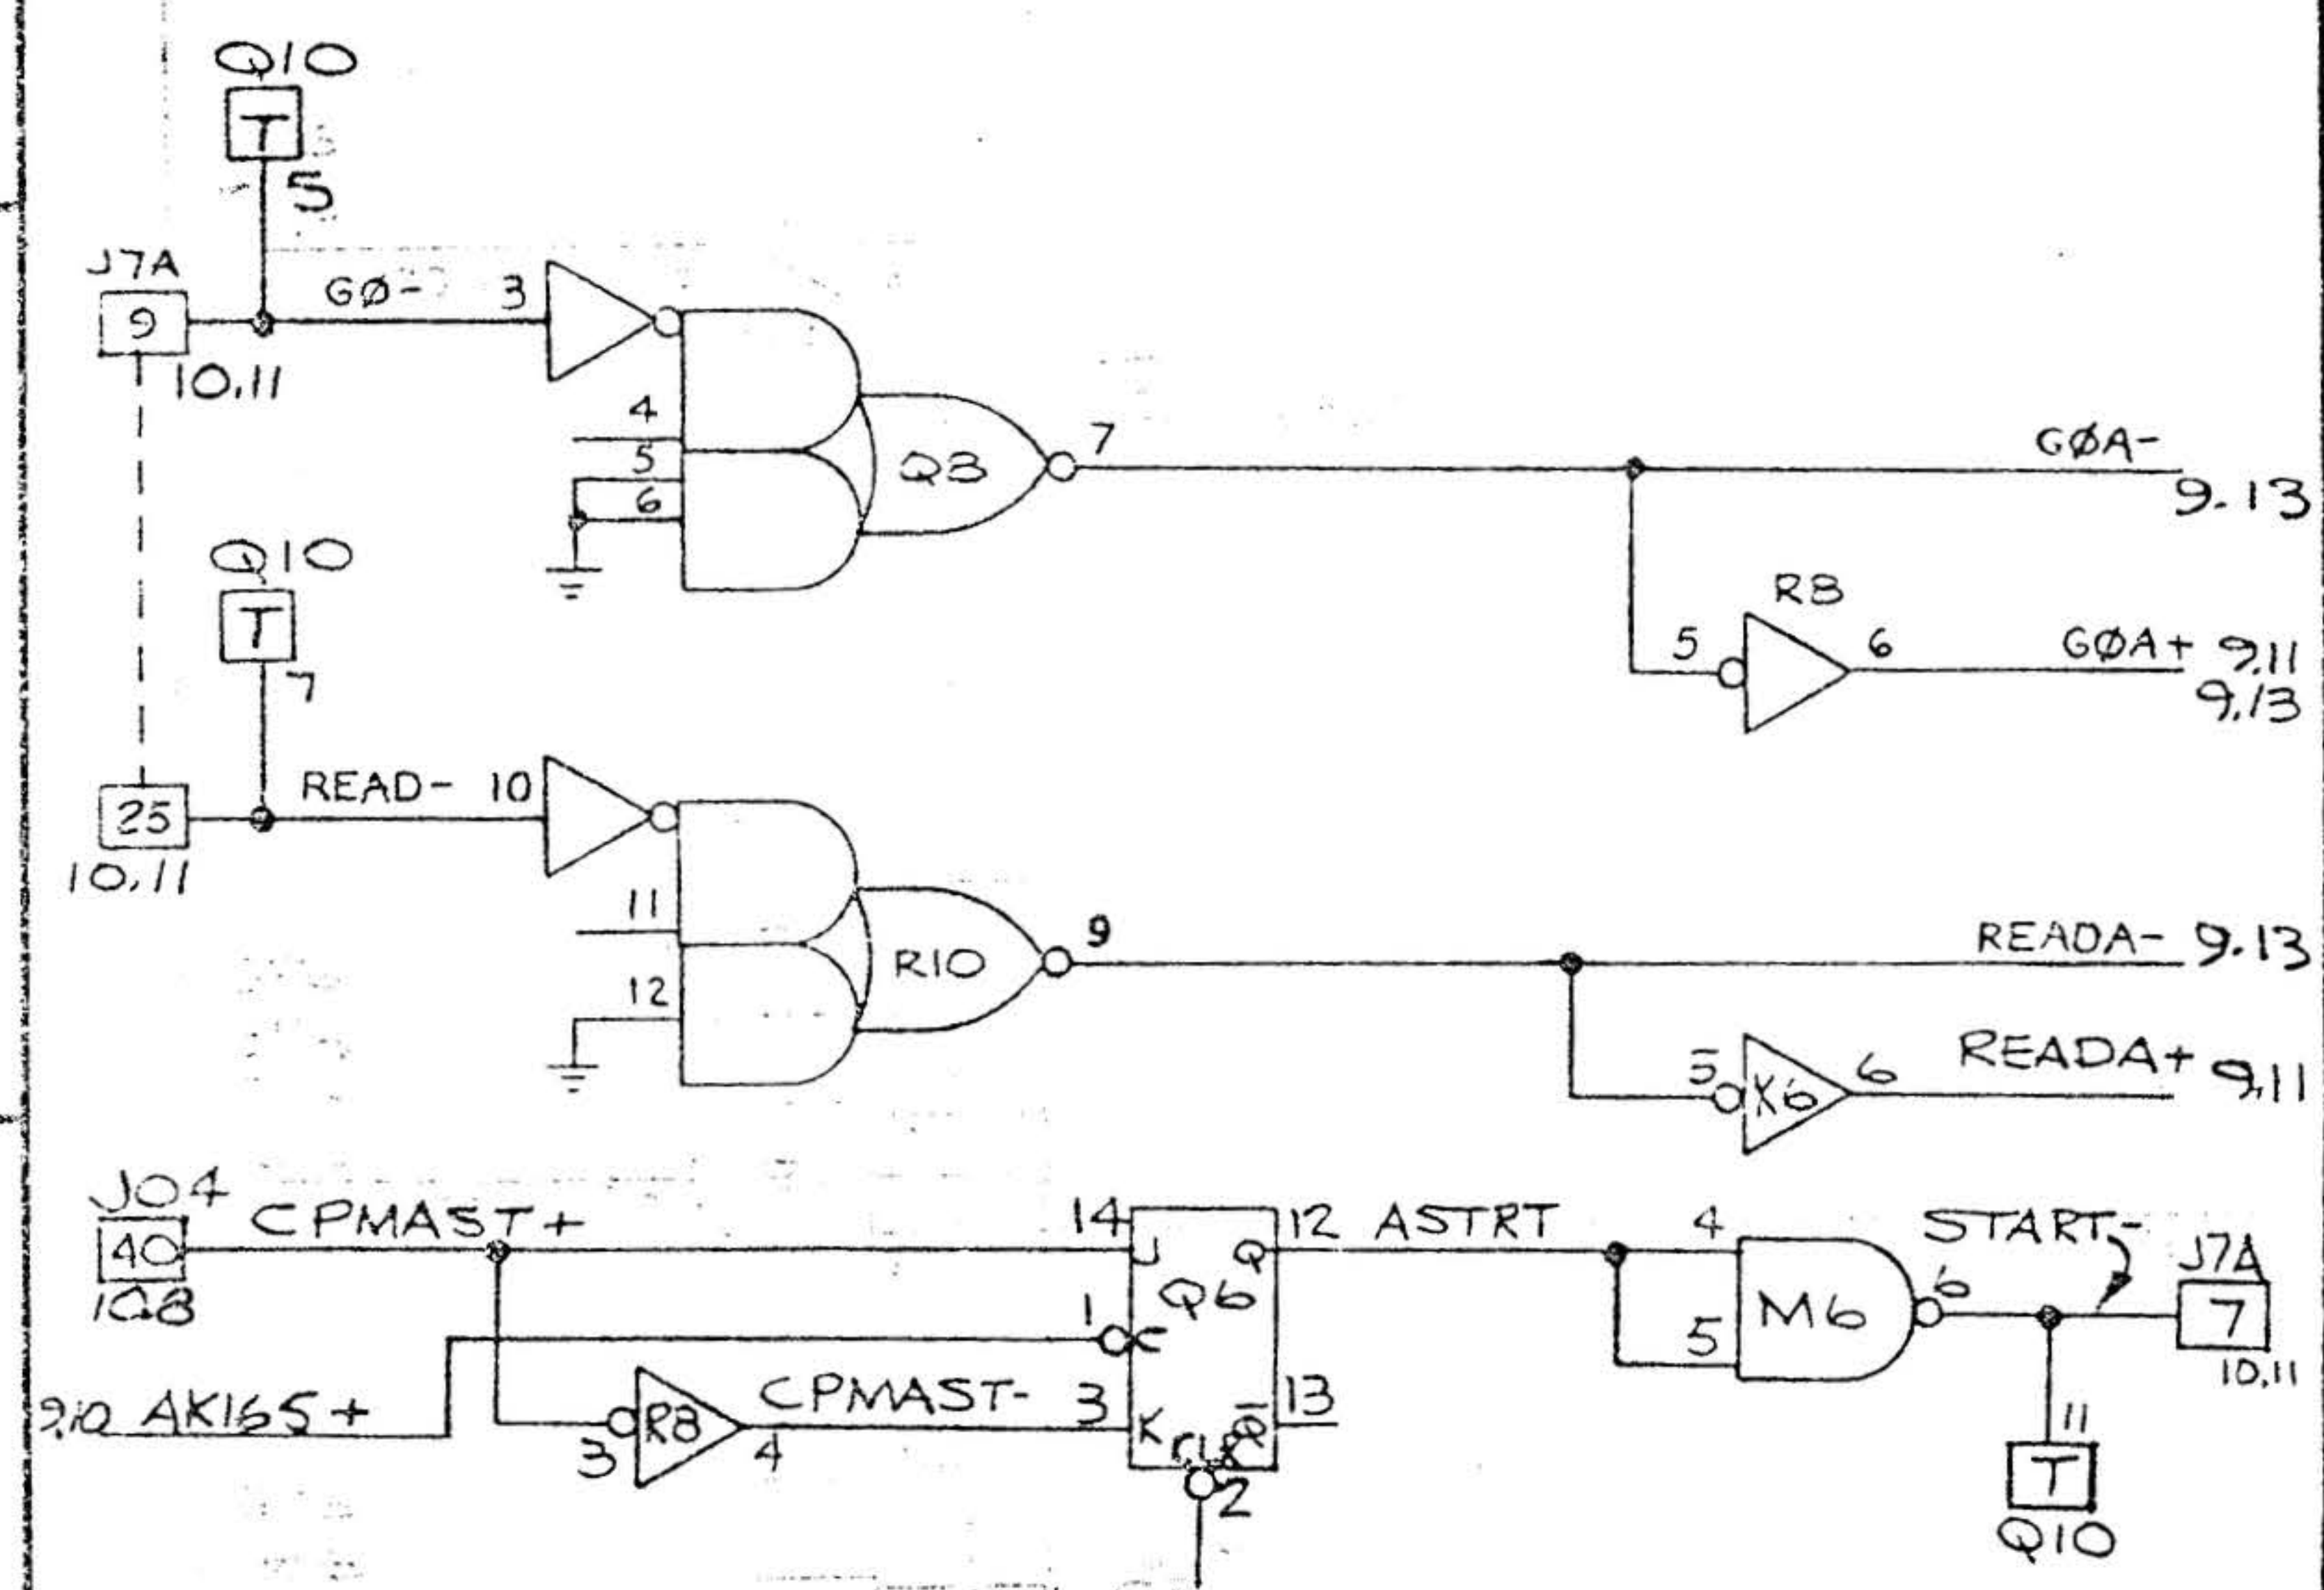 Q10
T
5
J7A
9
10.11
GØ-
3
4
5
6
Q8
7
GØA-
9.13
R8
5
6
GØA+ 9.11
9.13
Q10
T
7
25
10.11
READ-
10
11
12
R10
9
READA- 9.13
5
X6
6
READA+ 9.11
J04
40
10.8
CPMAST+
14
J
Q
12
ASTRT
Q6
1
C
9.10 AK165+
3
R8
4
CPMAST-
3
K
CLR
Q̅
13
2
4
5
M6
6
START-
J7A
7
10.11
11
T
Q10